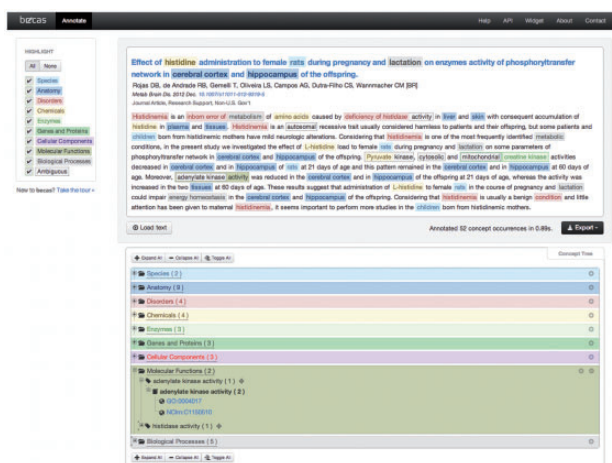 becas Annotate Help API Widget About Contact
HIGHLIGHT
All None
Species
Anatomy
Disorders
Chemicals
Enzymes
Genes and Proteins
Cellular Components
Molecular Functions
Biological Processes
Ambiguous
New to becas? Take the tour »
Effect of histidine administration to female rats during pregnancy and lactation on enzymes activity of phosphoryltransfer
network in cerebral cortex and hippocampus of the offspring.
Rojas DB, de Andrade RB, Gemelli T, Oliveira LS, Campos AG, Dutra-Filho CS, Wannmacher CM [BR]
Metab Brain Dis. 2012 Dec.
Journal Article, Research Support, Non-U.S. Gov't
Histidinemia is an inborn error of metabolism of amino acids caused by deficiency of histidase activity in liver and skin with consequent accumulation of
histidine in plasma and tissues. Histidinemia is an autosomal recessive trait usually considered harmless to patients and their offspring, but some patients and
children born from histidinemic mothers have mild neurologic alterations. Considering that histidinemia is one of the most frequently identified metabolic
conditions, in the present study we investigated the effect of L-histidine load to female rats during pregnancy and lactation on some parameters of
phosphoryltransfer network in cerebral cortex and hippocampus of the offspring. Pyruvate kinase, cytosolic and mitochondrial creatine kinase activities
decreased in cerebral cortex and in hippocampus of rats at 21 days of age and this pattern remained in the cerebral cortex and in hippocampus at 60 days of
age. Moreover, adenylate kinase activity was reduced in the cerebral cortex and in hippocampus of the offspring at 21 days of age, whereas the activity was
increased in the two tissues at 60 days of age. These results suggest that administration of L-histidine to female rats in the course of pregnancy and lactation
could impair energy homeostasis in the cerebral cortex and hippocampus of the offspring. Considering that histidinemia is usually a benign condition and little
attention has been given to maternal histidinemia, it seems important to perform more studies in the children born from histidinemic mothers.
Load text Annotated 52 concept occurrences in 0.89s. Export
Concept Tree
Expand All Collapse All Toggle All
Species ( 2 )
Anatomy ( 9 )
Disorders ( 4 )
Chemicals ( 4 )
Enzymes ( 3 )
Genes and Proteins ( 3 )
Cellular Components ( 3 )
Molecular Functions ( 2 )
adenylate kinase activity ( 1 )
adenylate kinase activity ( 2 )
GO:0004017
histidase activity ( 1 )
Biological Processes ( 5 )
Expand All Collapse All Toggle All